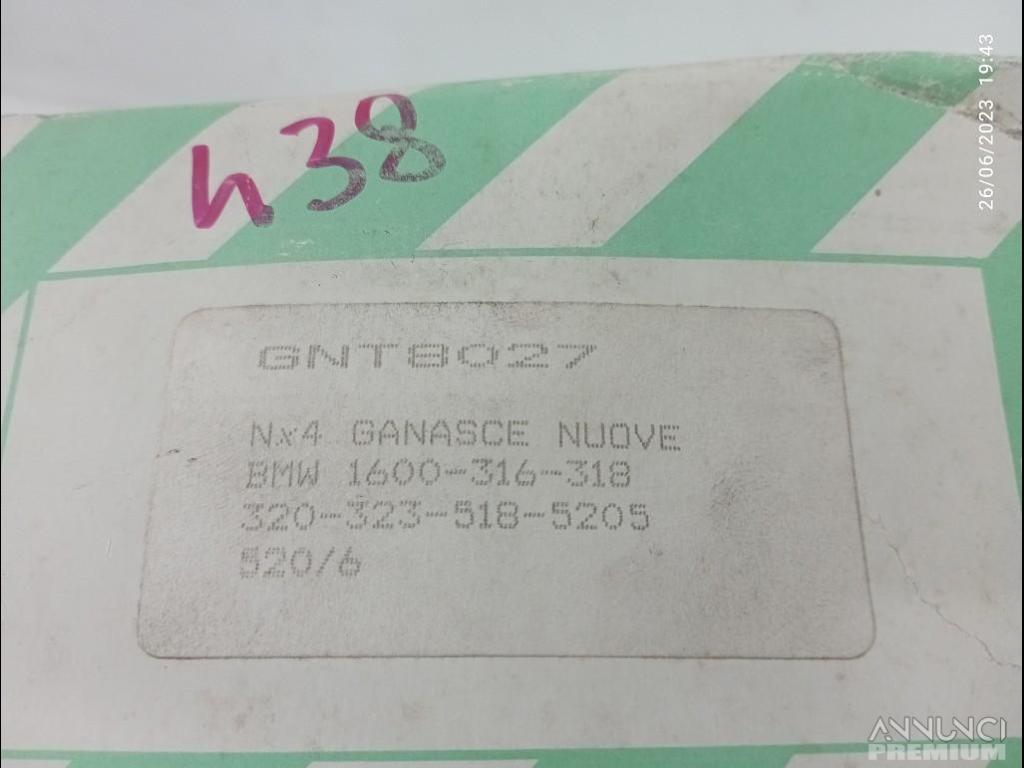 h38
26/06/2023 19:43
GNT8027
Nx4 GANASCE NUOVE
BMW 1600-316-318
320-323-518-5205
520/6
ANNUNCI
PREMIUM